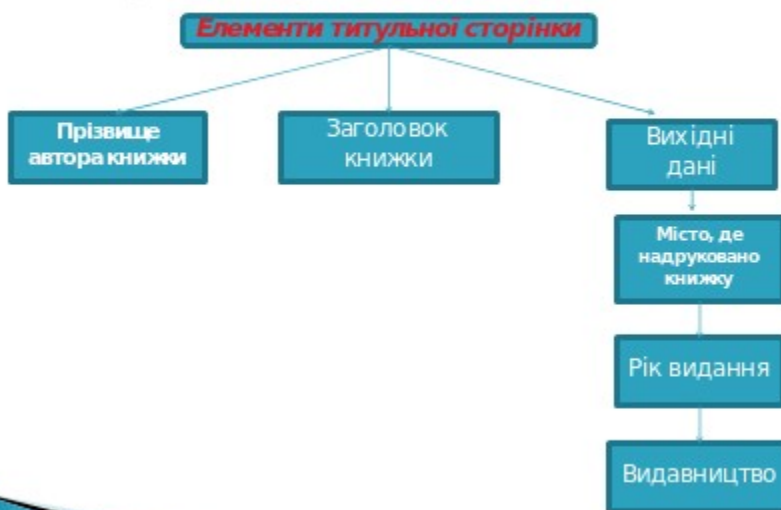 Елементи титульної сторінки
Прізвище
автора книжки
Заголовок
книжки
Вихідні
дані
Місто, де
надруковано
книжку
Рік видання
Видавництво